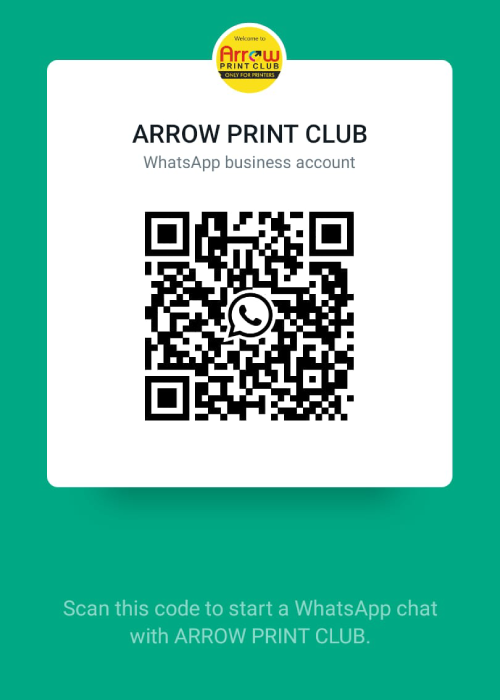 Welcome to
Arrow
PRINT CLUB
ONLY FOR PRINTERS
ARROW PRINT CLUB
WhatsApp business account
Scan this code to start a WhatsApp chat
with ARROW PRINT CLUB.